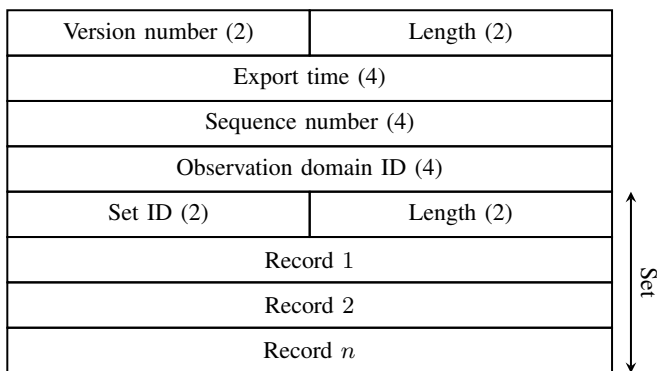 Version number (2) Length (2)
Export time (4)
Sequence number (4)
Observation domain ID (4)
Set ID (2) Length (2)
Record 1
Record 2
Record n
Set